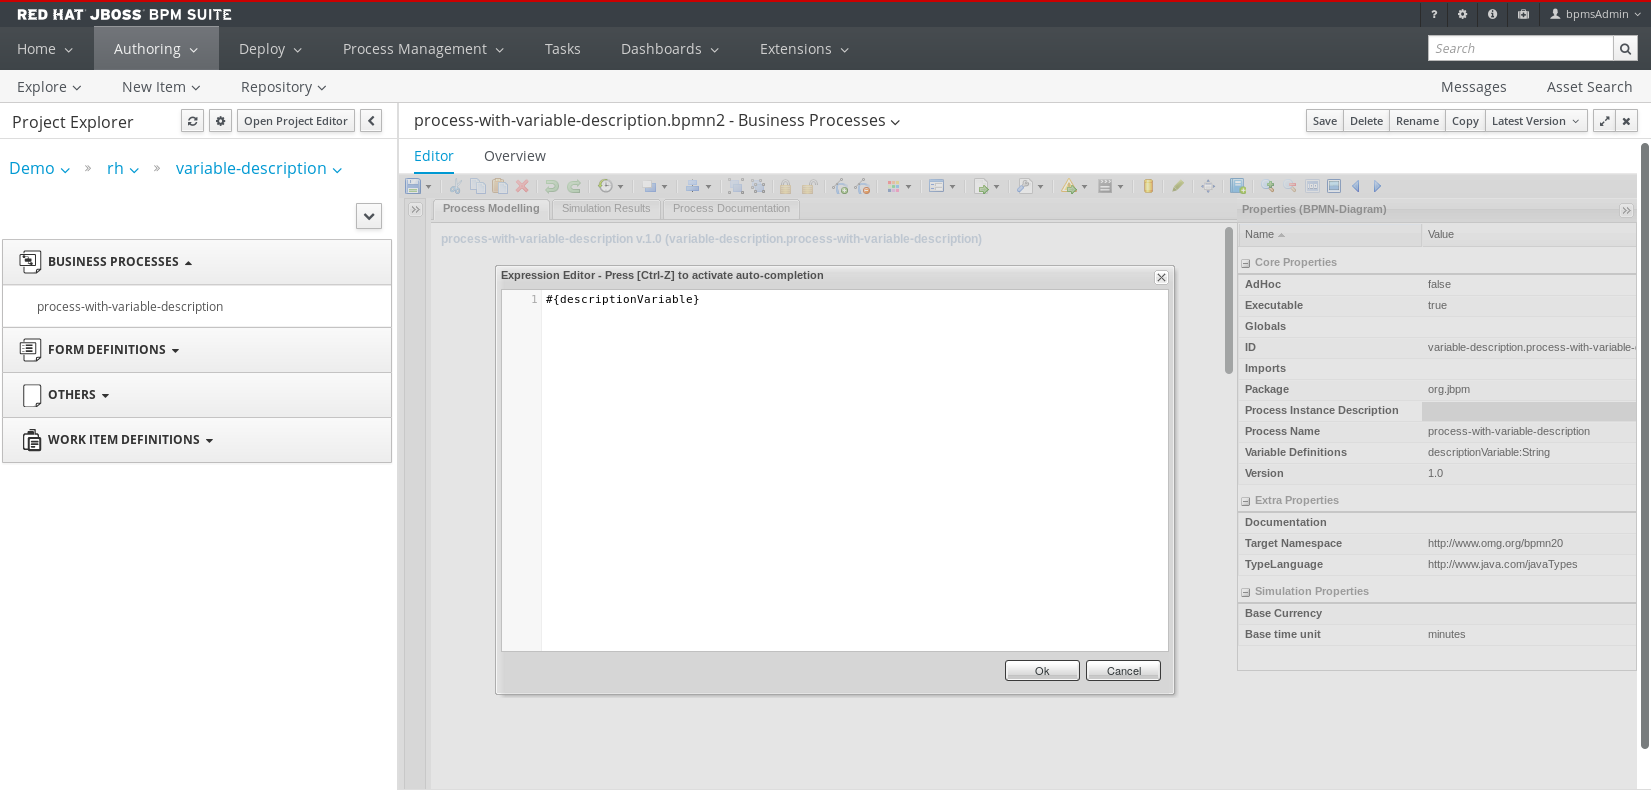 RED HAT JBOSS BPM SUITE
? bpmsAdmin
Home Authoring Deploy Process Management Tasks Dashboards Extensions Search
Explore New Item Repository Messages Asset Search
Project Explorer Open Project Editor
process-with-variable-description.bpmn2 - Business Processes Save Delete Rename Copy Latest Version
Editor Overview
Demo » rh » variable-description
Process Modelling Simulation Results Process Documentation
Properties (BPMN-Diagram)
process-with-variable-description v.1.0 (variable-description.process-with-variable-description)
Name Value
BUSINESS PROCESSES
process-with-variable-description
FORM DEFINITIONS
OTHERS
WORK ITEM DEFINITIONS
Expression Editor - Press [Ctrl-Z] to activate auto-completion
1 #{descriptionVariable}
Ok Cancel
Core Properties
AdHoc false
Executable true
Globals
ID variable-description.process-with-variable-
Imports
Package org.jbpm
Process Instance Description
Process Name process-with-variable-description
Variable Definitions descriptionVariable:String
Version 1.0
Extra Properties
Documentation
Target Namespace http://www.omg.org/bpmn20
TypeLanguage http://www.java.com/javaTypes
Simulation Properties
Base Currency
Base time unit minutes